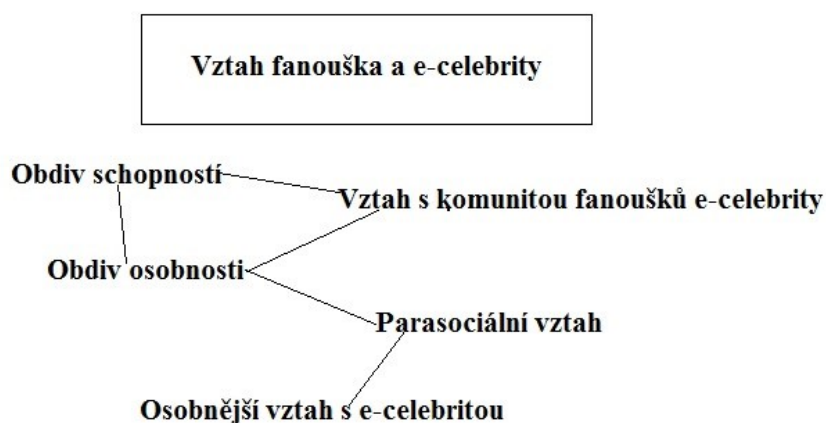 Vztah fanouška a e-celebrity
Obdiv schopností
Vztah s komunitou fanoušků e-celebrity
Obdiv osobnosti
Parasociální vztah
Osobnější vztah s e-celebritou